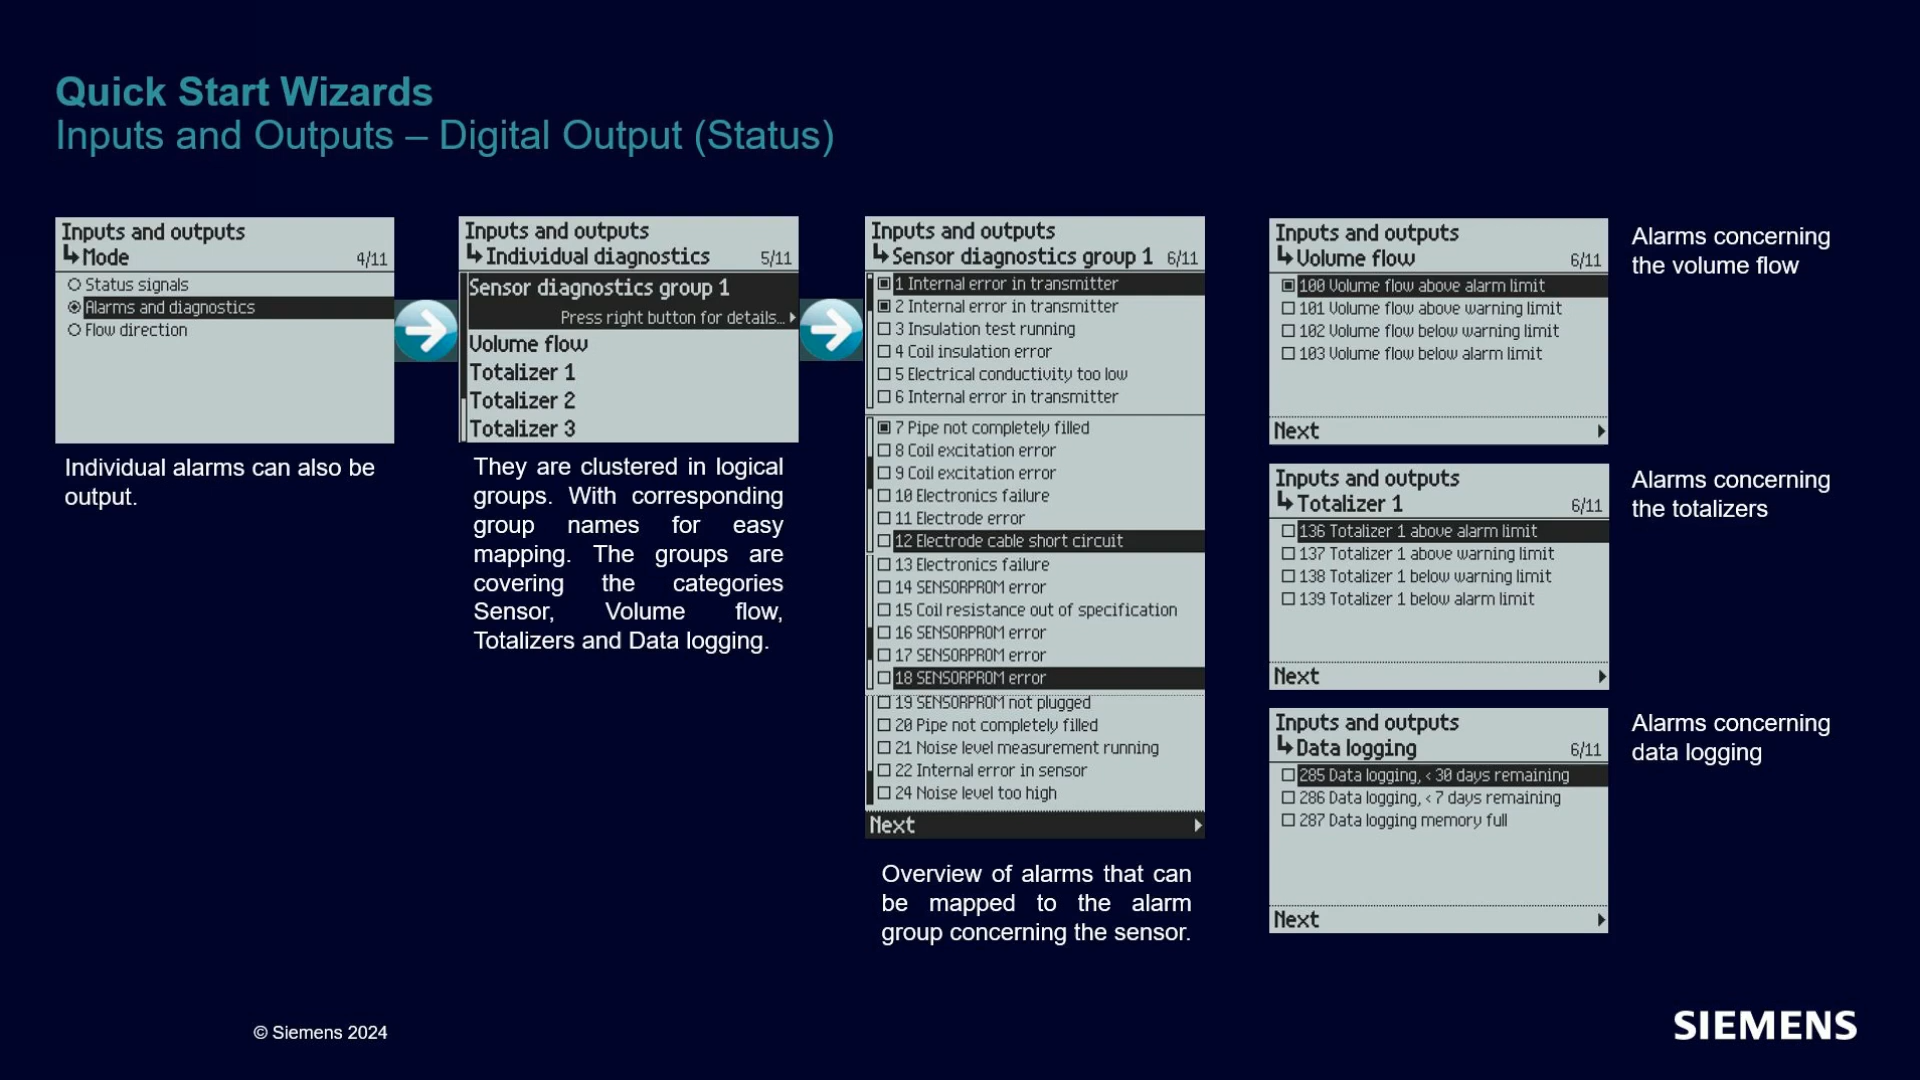 Quick Start Wizards
Inputs and Outputs – Digital Output (Status)
Inputs and outputs
↳Mode 4/11
Status signals
Alarms and diagnostics
Flow direction
Individual alarms can also be
output.
Inputs and outputs
↳Individual diagnostics 5/11
Sensor diagnostics group 1
Press right button for details...
Volume flow
Totalizer 1
Totalizer 2
Totalizer 3
They are clustered in logical
groups. With corresponding
group names for easy
mapping. The groups are
covering the categories
Sensor, Volume flow,
Totalizers and Data logging.
Inputs and outputs
↳Sensor diagnostics group 1 6/11
1 Internal error in transmitter
2 Internal error in transmitter
3 Insulation test running
4 Coil insulation error
5 Electrical conductivity too low
6 Internal error in transmitter
7 Pipe not completely filled
8 Coil excitation error
9 Coil excitation error
10 Electronics failure
11 Electrode error
12 Electrode cable short circuit
13 Electronics failure
14 SENSORPROM error
15 Coil resistance out of specification
16 SENSORPROM error
17 SENSORPROM error
18 SENSORPROM error
19 SENSORPROM not plugged
20 Pipe not completely filled
21 Noise level measurement running
22 Internal error in sensor
24 Noise level too high
Next
Overview of alarms that can
be mapped to the alarm
group concerning the sensor.
Inputs and outputs
↳Volume flow 6/11
100 Volume flow above alarm limit
101 Volume flow above warning limit
102 Volume flow below warning limit
103 Volume flow below alarm limit
Next
Alarms concerning
the volume flow
Inputs and outputs
↳Totalizer 1 6/11
136 Totalizer 1 above alarm limit
137 Totalizer 1 above warning limit
138 Totalizer 1 below warning limit
139 Totalizer 1 below alarm limit
Next
Alarms concerning
the totalizers
Inputs and outputs
↳Data logging 6/11
285 Data logging, < 30 days remaining
286 Data logging, < 7 days remaining
287 Data logging memory full
Next
Alarms concerning
data logging
© Siemens 2024
SIEMENS